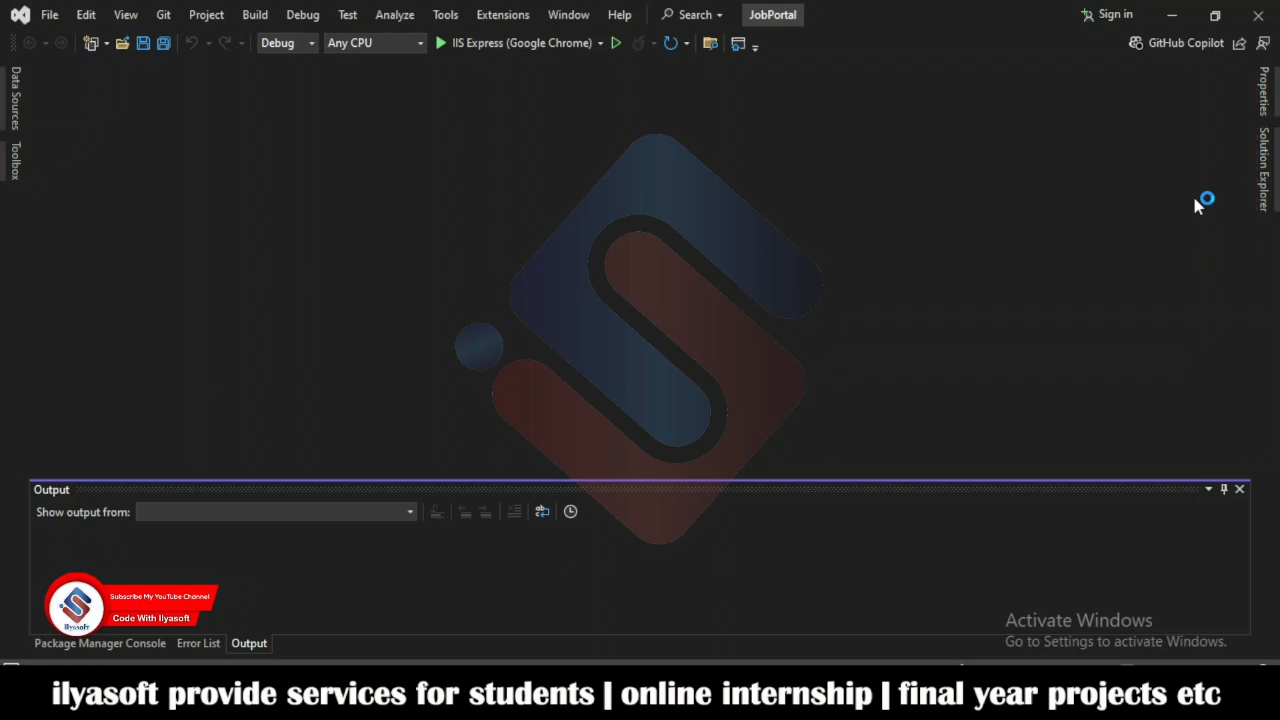 File Edit View Git Project Build Debug Test Analyze Tools Extensions Window Help Search JobPortal Sign in
Debug Any CPU IIS Express (Google Chrome) GitHub Copilot
Data Sources
Toolbox
Properties
Solution Explorer
Output
Show output from:
Subscribe My YouTube Channel
Code With Ilyasoft
IlyasofT
Activate Windows
Go to Settings to activate Windows.
Package Manager Console Error List Output
ilyasoft provide services for students | online internship | final year projects etc